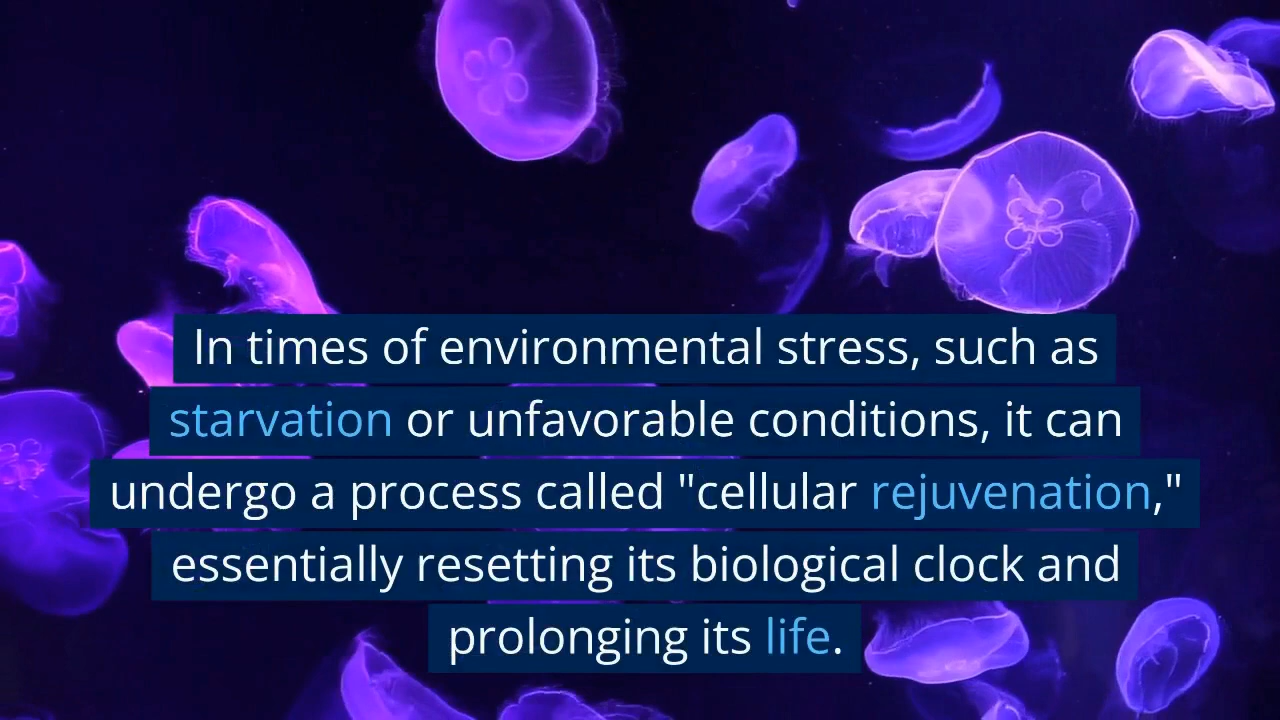 In times of environmental stress, such as
starvation or unfavorable conditions, it can
undergo a process called "cellular rejuvenation,"
essentially resetting its biological clock and
prolonging its life.